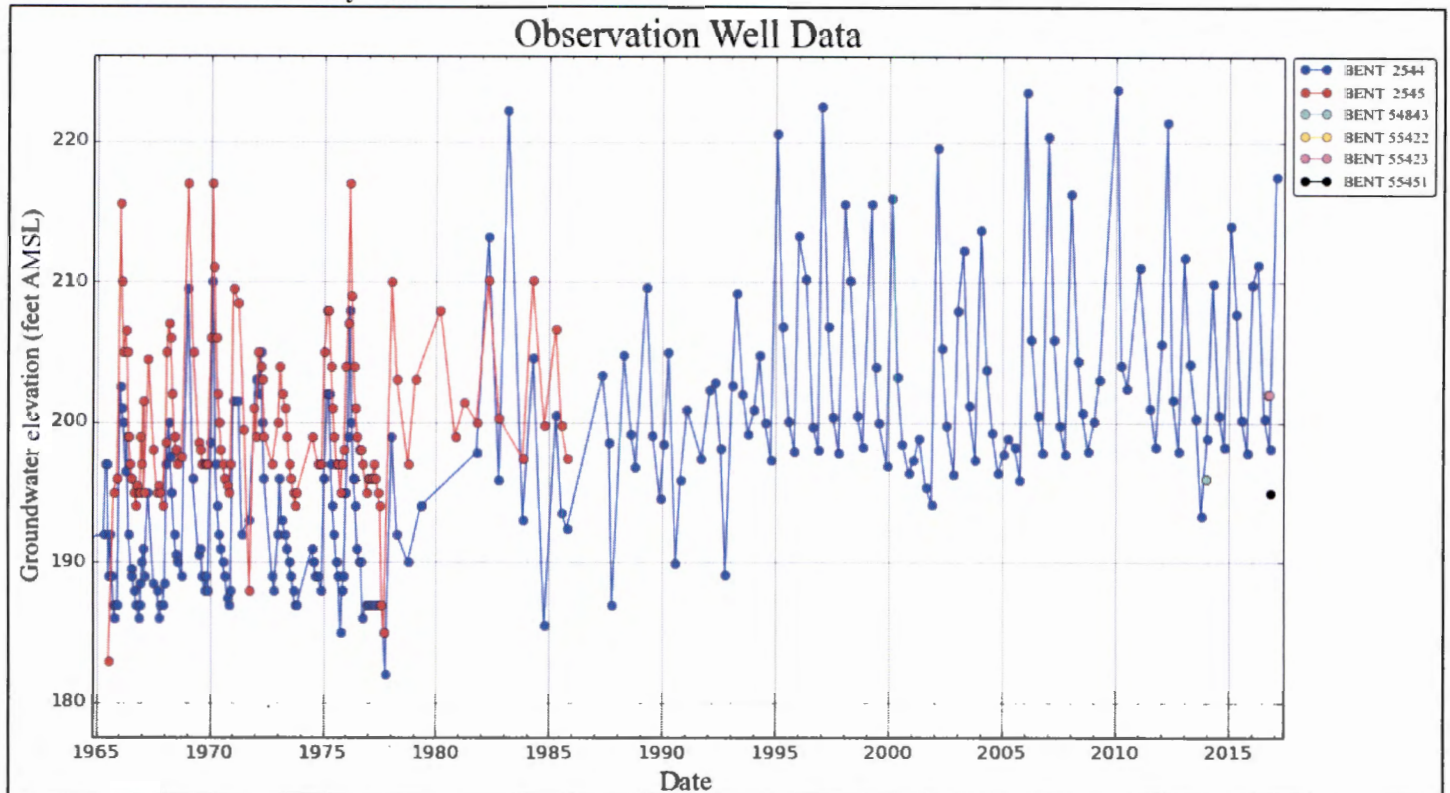 Observation Well Data
BENT 2544
BENT 2545
BENT 54843
BENT 55422
BENT 55423
BENT 55451
Groundwater elevation (feet AMSL)
220
210
200
190
180
1965 1970 1975 1980 1985 1990 1995 2000 2005 2010 2015
Date